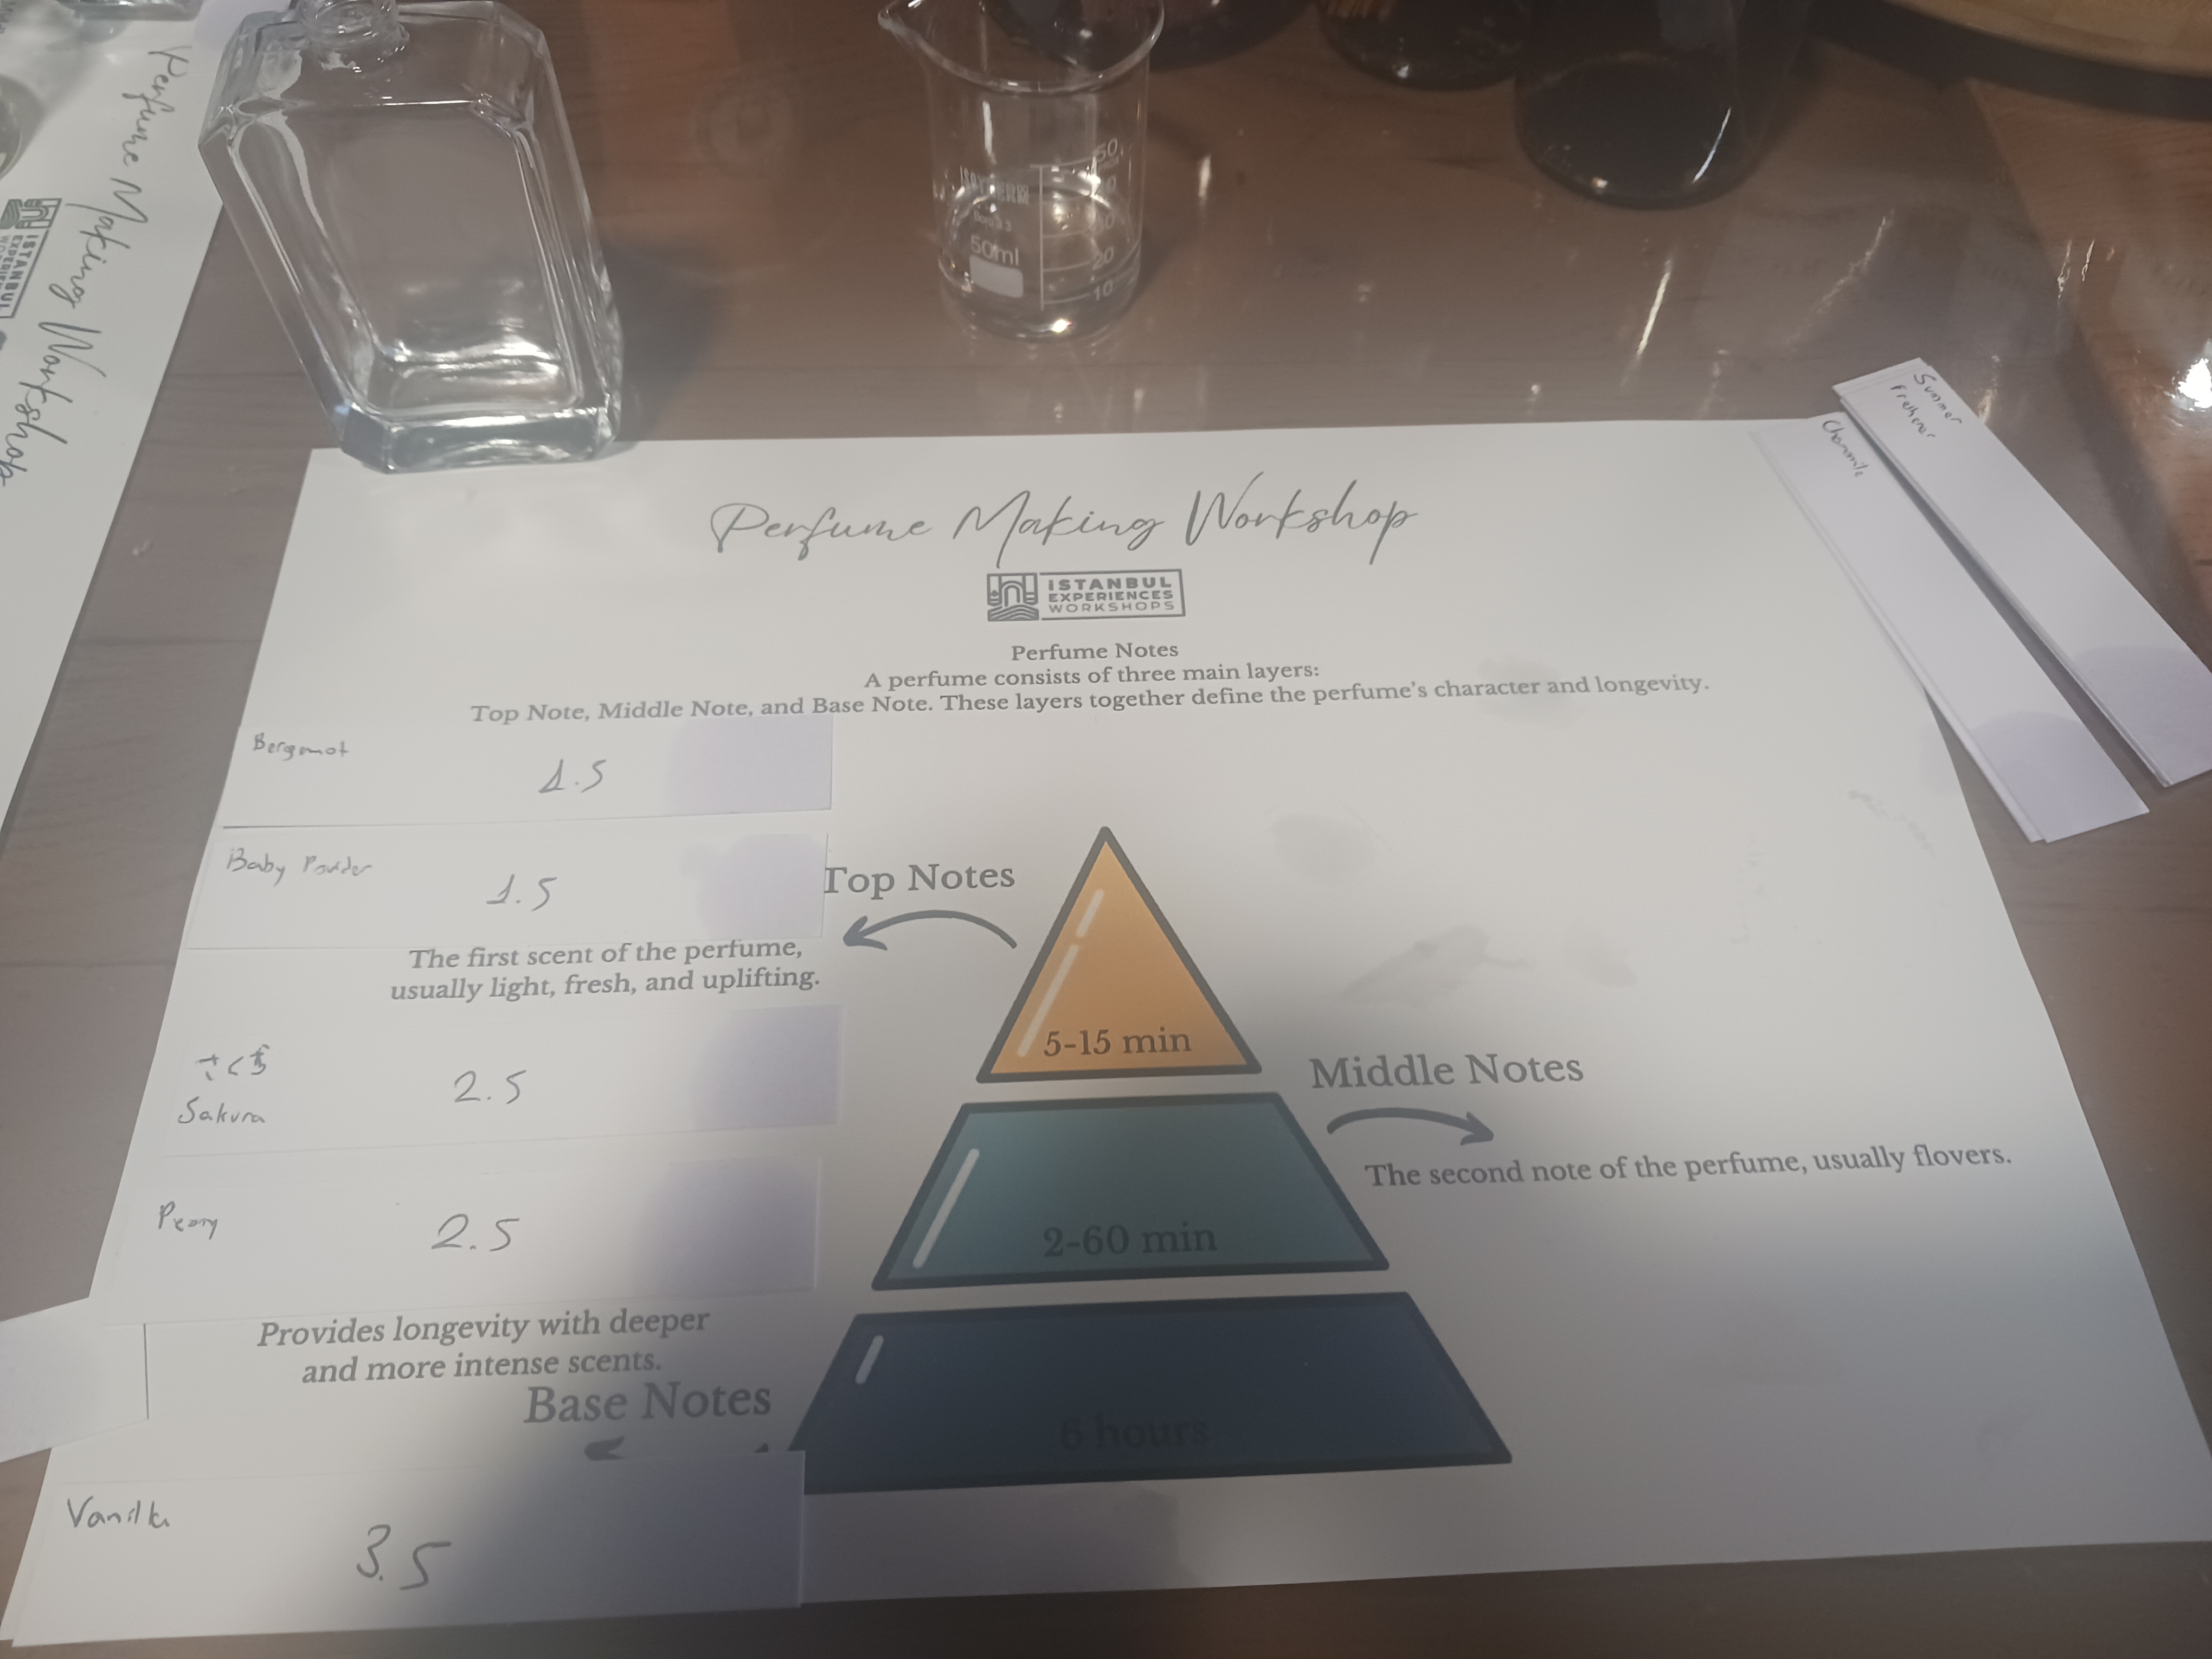 Perfume Making Workshop
ISTANBUL
50
20
10
50ml
Summer
Freshener
Chamomile
Perfume Making Workshop
ISTANBUL
EXPERIENCES
WORKSHOPS
Perfume Notes
A perfume consists of three main layers:
Top Note, Middle Note, and Base Note. These layers together define the perfume's character and longevity.
Bergamot
1.5
Baby Powder
1.5
Top Notes
The first scent of the perfume,
usually light, fresh, and uplifting.
5-15 min
さくら
Sakura
2.5
Middle Notes
The second note of the perfume, usually flovers.
Peony
2.5
2-60 min
Provides longevity with deeper
and more intense scents.
Base Notes
6 hours
Vanilla
3.5